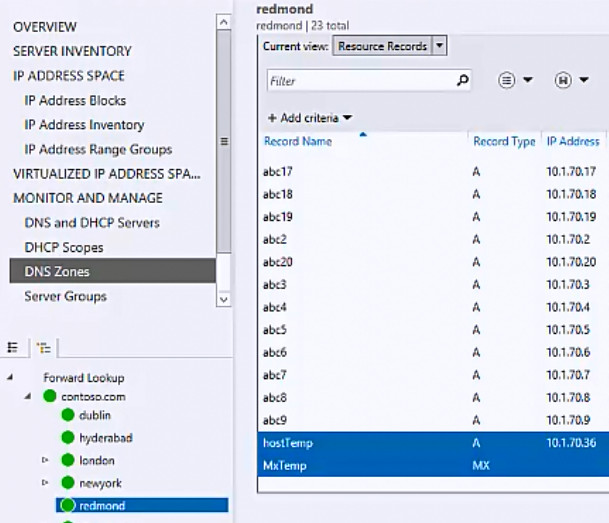 OVERVIEW
SERVER INVENTORY
IP ADDRESS SPACE
IP Address Blocks
IP Address Inventory
IP Address Range Groups
VIRTUALIZED IP ADDRESS SPA...
MONITOR AND MANAGE
DNS and DHCP Servers
DHCP Scopes
DNS Zones
Server Groups
Forward Lookup
contoso.com
dublin
hyderabad
london
newyork
redmond
redmond
redmond | 23 total
Current view: Resource Records
Filter
+ Add criteria
Record Name Record Type IP Address
abc17 A 10.1.70.17
abc18 A 10.1.70.18
abc19 A 10.1.70.19
abc2 A 10.1.70.2
abc20 A 10.1.70.20
abc3 A 10.1.70.3
abc4 A 10.1.70.4
abc5 A 10.1.70.5
abc6 A 10.1.70.6
abc7 A 10.1.70.7
abc8 A 10.1.70.8
abc9 A 10.1.70.9
hostTemp A 10.1.70.36
MxTemp MX